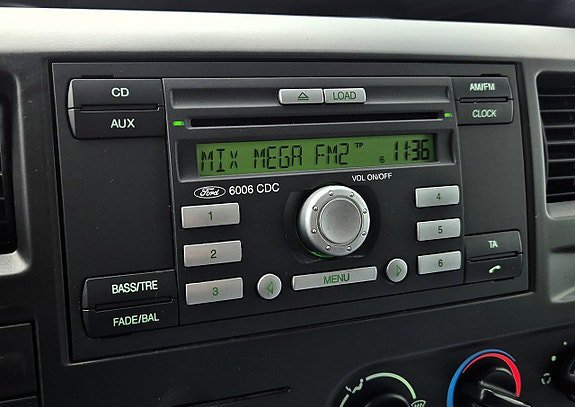 CD
AUX
LOAD
AM/FM
CLOCK
MIX MEGA FM2 TP 6 11:36
Ford 6006 CDC
VOL ON/OFF
1
2
3
4
5
6
MENU
BASS/TRE
FADE/BAL
TA